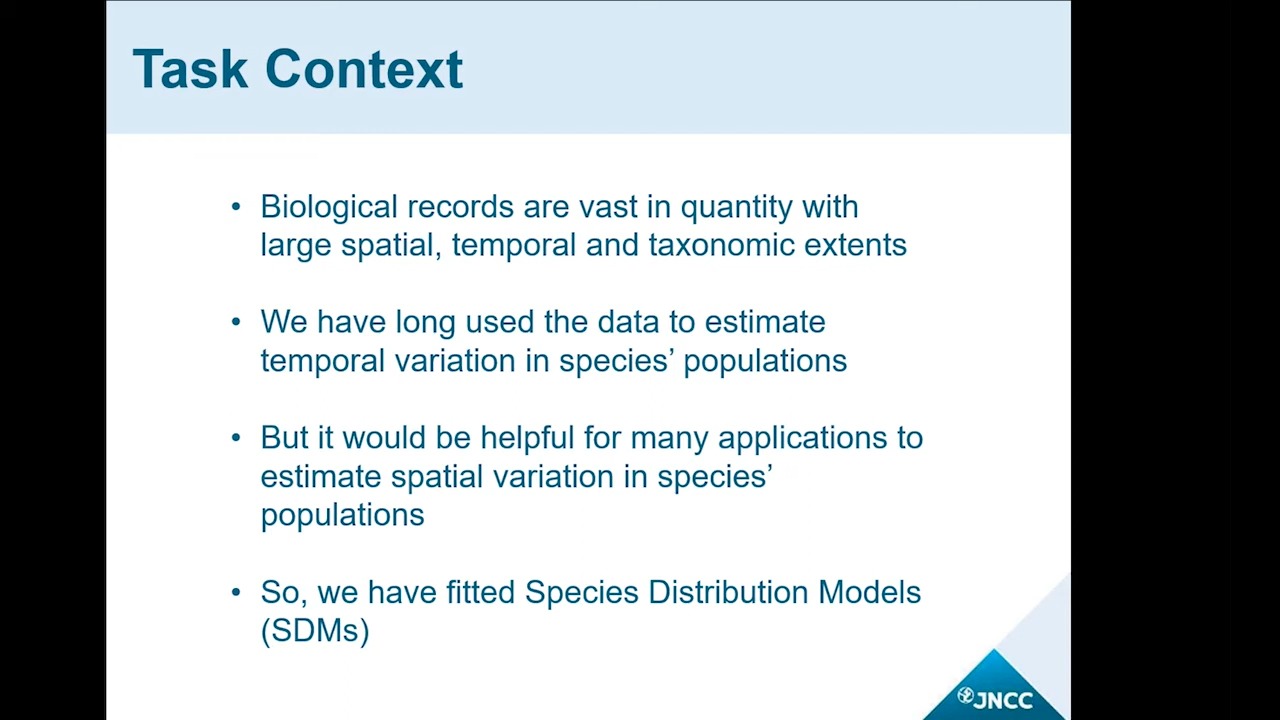 Task Context
• Biological records are vast in quantity with
large spatial, temporal and taxonomic extents
• We have long used the data to estimate
temporal variation in species’ populations
• But it would be helpful for many applications to
estimate spatial variation in species’
populations
• So, we have fitted Species Distribution Models
(SDMs)
JNCC